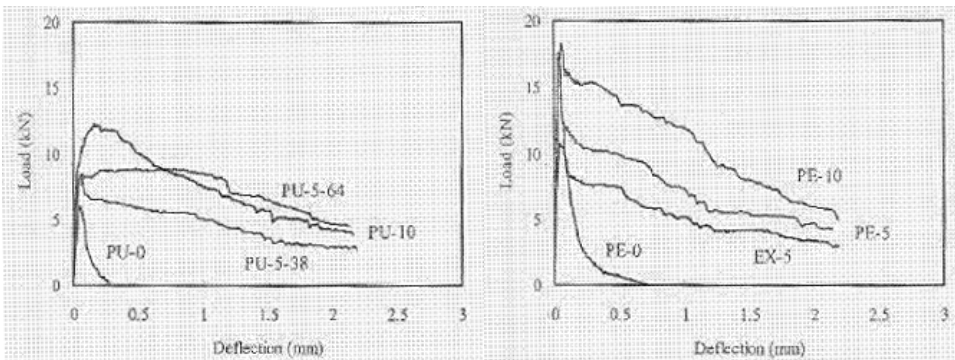 20
15
10
5
0
Load (kN)
PU-5-64
PU-10
PU-0
PU-5-38
0 0.5 1 1.5 2 2.5 3
Deflection (mm)
20
15
10
5
0
Load (kN)
PE-10
PE-5
PE-0
EX-5
0 0.5 1 1.5 2 2.5 3
Deflection (mm)